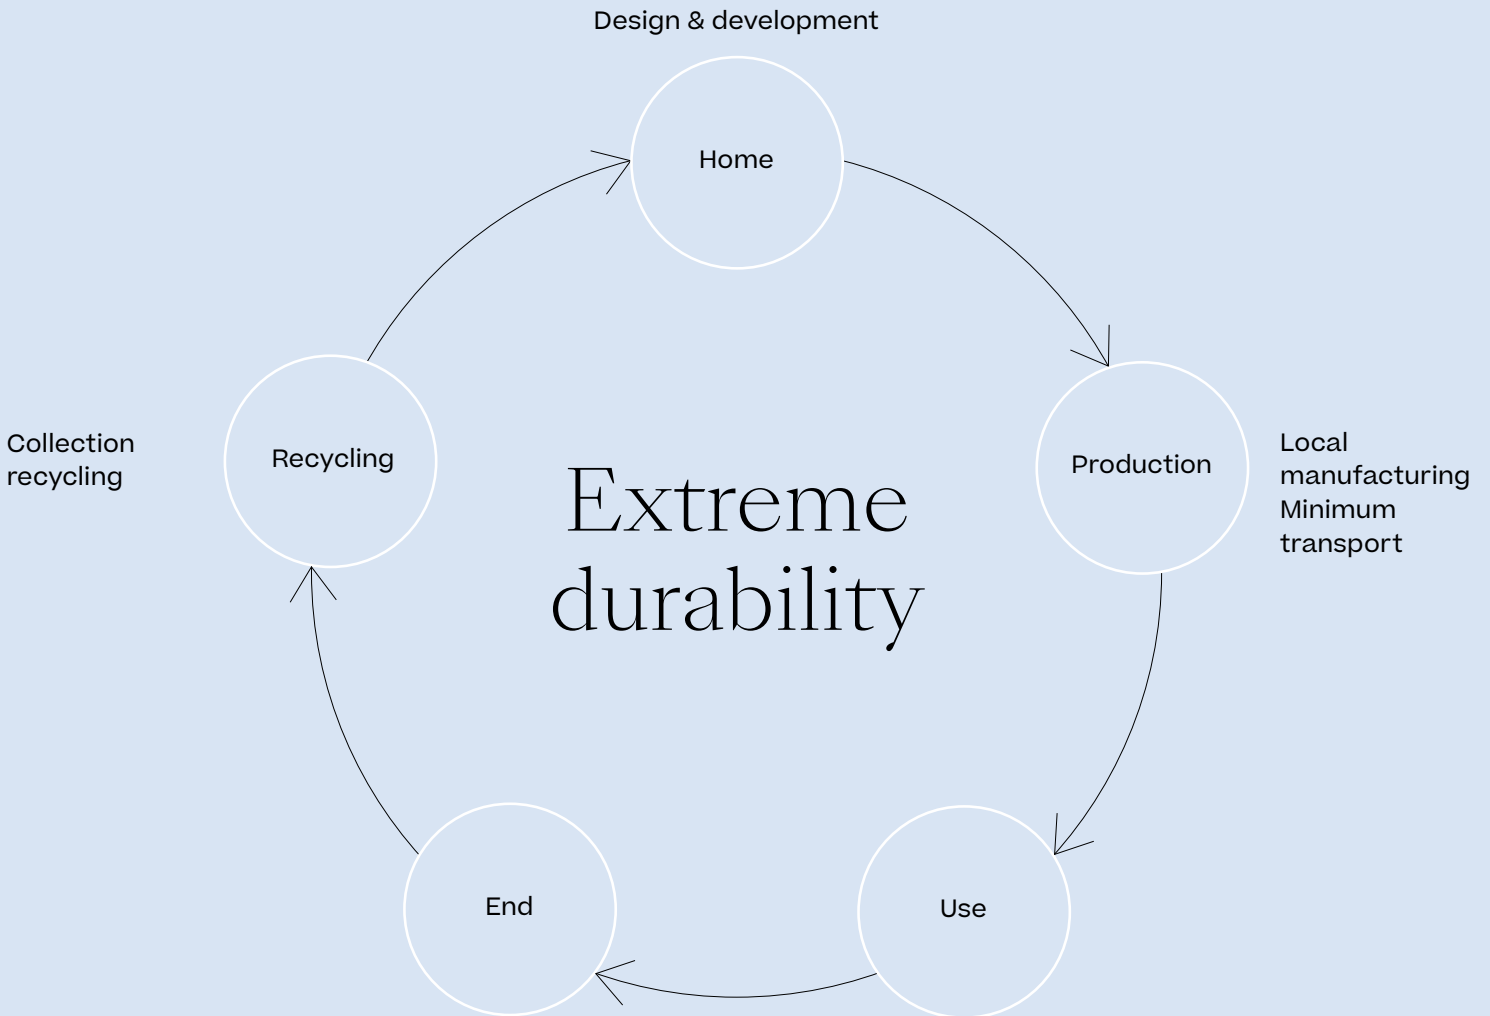 Design & development
Home
Collection
recycling
Recycling
Extreme
durability
Production
Local
manufacturing
Minimum
transport
End
Use